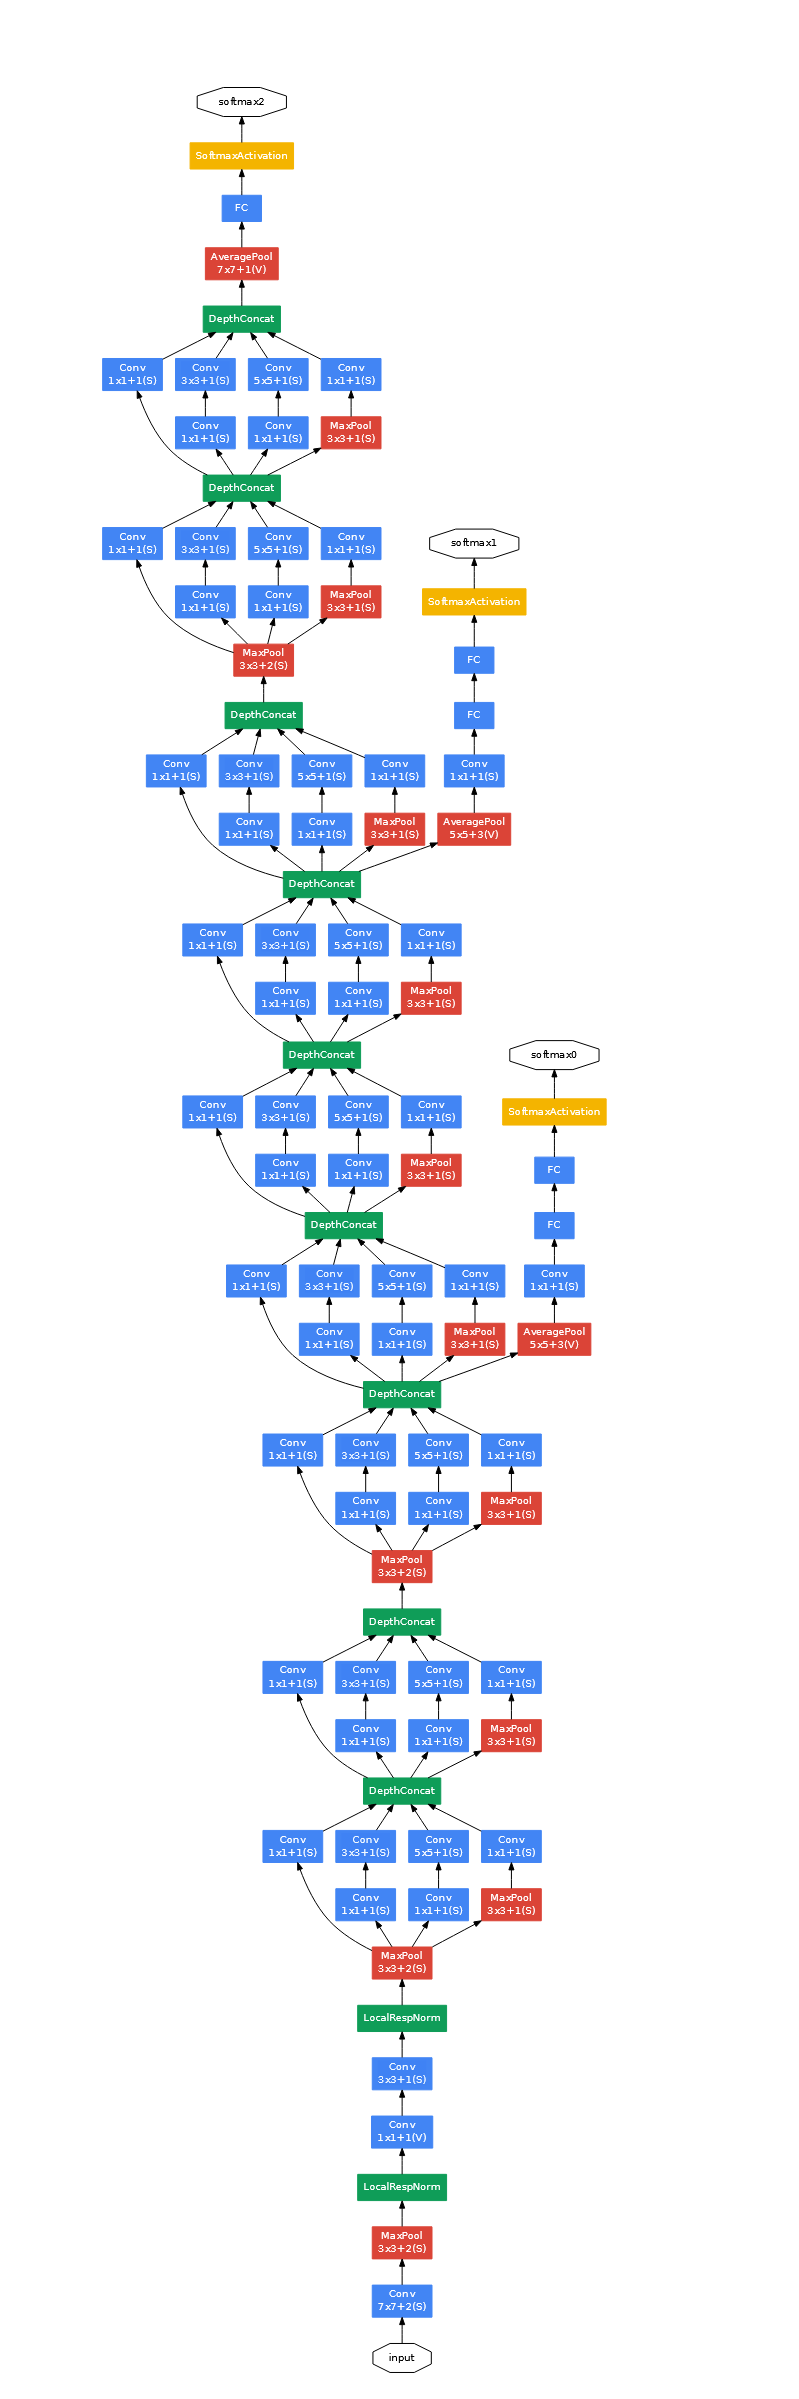 softmax2
SoftmaxActivation
FC
AveragePool
7x7+1(V)
DepthConcat
Conv
1x1+1(S)
Conv
3x3+1(S)
Conv
5x5+1(S)
Conv
1x1+1(S)
Conv
1x1+1(S)
Conv
1x1+1(S)
MaxPool
3x3+1(S)
DepthConcat
Conv
1x1+1(S)
Conv
3x3+1(S)
Conv
5x5+1(S)
Conv
1x1+1(S)
softmax1
Conv
1x1+1(S)
Conv
1x1+1(S)
MaxPool
3x3+1(S)
SoftmaxActivation
MaxPool
3x3+2(S)
FC
DepthConcat
FC
Conv
1x1+1(S)
Conv
3x3+1(S)
Conv
5x5+1(S)
Conv
1x1+1(S)
Conv
1x1+1(S)
Conv
1x1+1(S)
Conv
1x1+1(S)
MaxPool
3x3+1(S)
AveragePool
5x5+3(V)
DepthConcat
Conv
1x1+1(S)
Conv
3x3+1(S)
Conv
5x5+1(S)
Conv
1x1+1(S)
Conv
1x1+1(S)
Conv
1x1+1(S)
MaxPool
3x3+1(S)
DepthConcat
softmax0
Conv
1x1+1(S)
Conv
3x3+1(S)
Conv
5x5+1(S)
Conv
1x1+1(S)
SoftmaxActivation
Conv
1x1+1(S)
Conv
1x1+1(S)
MaxPool
3x3+1(S)
FC
DepthConcat
FC
Conv
1x1+1(S)
Conv
3x3+1(S)
Conv
5x5+1(S)
Conv
1x1+1(S)
Conv
1x1+1(S)
Conv
1x1+1(S)
Conv
1x1+1(S)
MaxPool
3x3+1(S)
AveragePool
5x5+3(V)
DepthConcat
Conv
1x1+1(S)
Conv
3x3+1(S)
Conv
5x5+1(S)
Conv
1x1+1(S)
Conv
1x1+1(S)
Conv
1x1+1(S)
MaxPool
3x3+1(S)
MaxPool
3x3+2(S)
DepthConcat
Conv
1x1+1(S)
Conv
3x3+1(S)
Conv
5x5+1(S)
Conv
1x1+1(S)
Conv
1x1+1(S)
Conv
1x1+1(S)
MaxPool
3x3+1(S)
DepthConcat
Conv
1x1+1(S)
Conv
3x3+1(S)
Conv
5x5+1(S)
Conv
1x1+1(S)
Conv
1x1+1(S)
Conv
1x1+1(S)
MaxPool
3x3+1(S)
MaxPool
3x3+2(S)
LocalRespNorm
Conv
3x3+1(S)
Conv
1x1+1(V)
LocalRespNorm
MaxPool
3x3+2(S)
Conv
7x7+2(S)
input